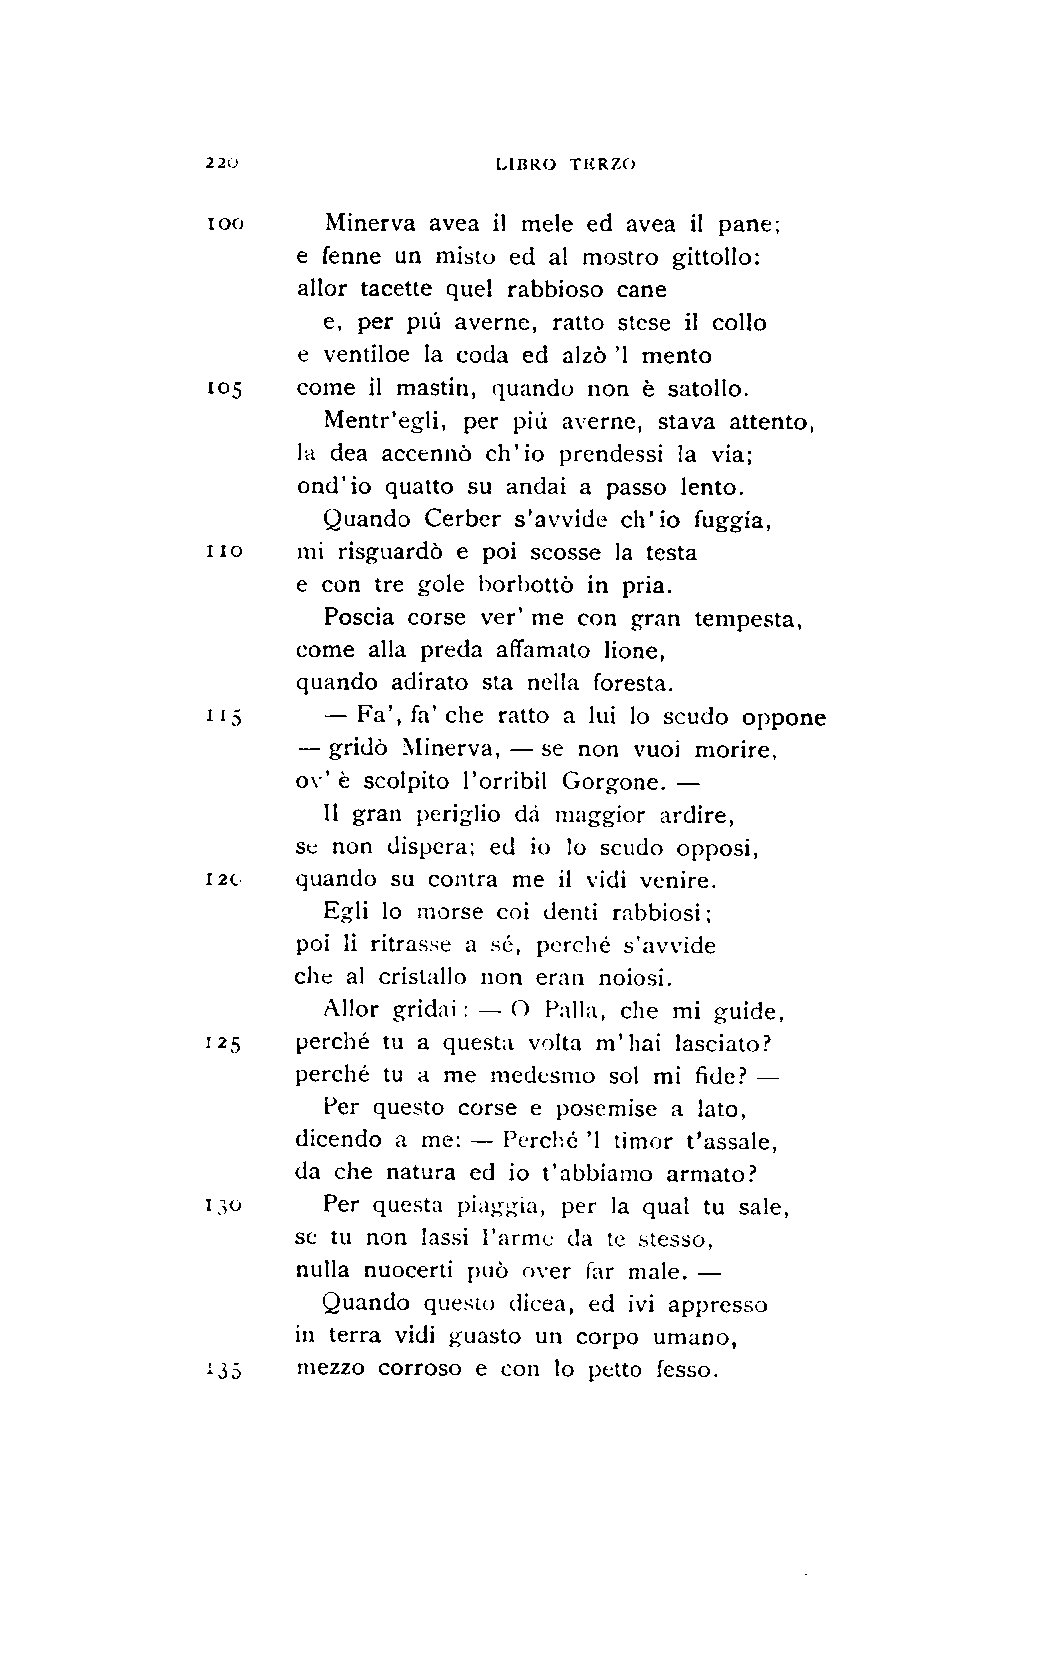 220 LIBRO TERZO
100 Minerva avea il mele ed avea il pane;
e fenne un misto ed al mostro gittollo:
allor tacette quel rabbioso cane
e, per piú averne, ratto stese il collo
e ventiloe la coda ed alzò 'l mento
105 come il mastin, quando non è satollo.
Mentr'egli, per piú averne, stava attento,
la dea accennò ch'io prendessi la via;
ond'io quatto su andai a passo lento.
Quando Cerber s'avvide ch'io fuggía,
110 mi risguardò e poi scosse la testa
e con tre gole borbottò in pria.
Poscia corse ver' me con gran tempesta,
come alla preda affamato lione,
quando adirato sta nella foresta.
115 — Fa', fa' che ratto a lui lo scudo oppone
— gridò Minerva, — se non vuoi morire,
ov' è scolpito l'orribil Gorgone. —
Il gran periglio dá maggior ardire,
se non dispera; ed io lo scudo opposi,
120 quando su contra me il vidi venire.
Egli lo morse coi denti rabbiosi;
poi li ritrasse a sé, perché s'avvide
che al cristallo non eran noiosi.
Allor gridai: — O Palla, che mi guide,
125 perché tu a questa volta m'hai lasciato?
perché tu a me medesmo sol mi fide? —
Per questo corse e posemise a lato,
dicendo a me: — Perché 'l timor t'assale,
da che natura ed io t'abbiamo armato?
130 Per questa piaggia, per la qual tu sale,
se tu non lassi l'arme da te stesso,
nulla nuocerti può over far male. —
Quando questo dicea, ed ivi appresso
in terra vidi guasto un corpo umano,
135 mezzo corroso e con lo petto fesso.